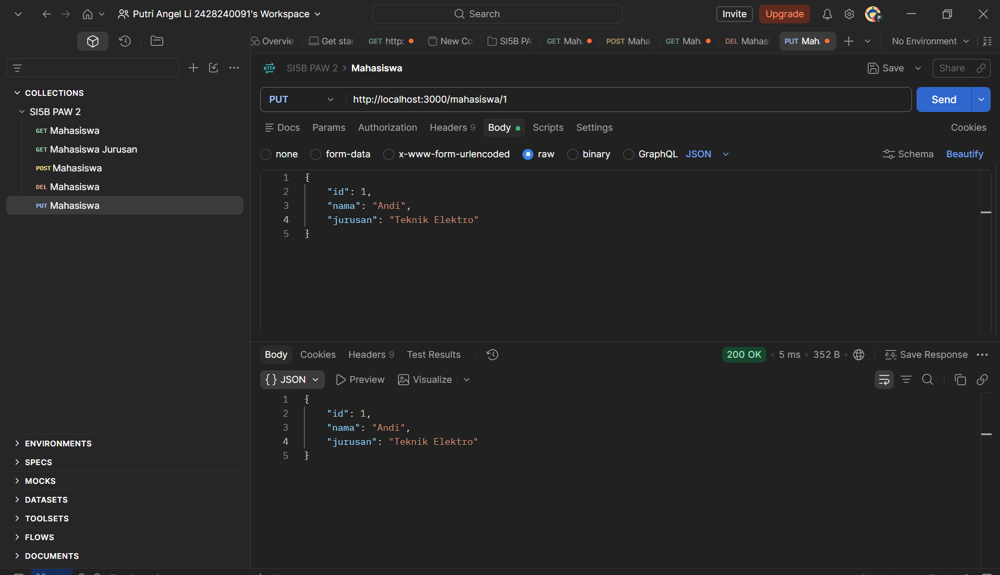 Putri Angel Li 2428240091's Workspace
Search
Invite
Upgrade
Overvie
Get star
GET http:
New Co
SI5B PA
GET Mah
POST Maha
GET Mah
DEL Mahasi
PUT Mah
No Environment
HTTP
SI5B PAW 2 > Mahasiswa
Save
Share
COLLECTIONS
SI5B PAW 2
GET Mahasiswa
GET Mahasiswa Jurusan
POST Mahasiswa
DEL Mahasiswa
PUT Mahasiswa
ENVIRONMENTS
SPECS
MOCKS
DATASETS
TOOLSETS
FLOWS
DOCUMENTS
PUT
http://localhost:3000/mahasiswa/1
Send
Docs
Params
Authorization
Headers 9
Body
Scripts
Settings
Cookies
none
form-data
x-www-form-urlencoded
raw
binary
GraphQL
JSON
Schema
Beautify
1 {
2 "id": 1,
3 "nama": "Andi",
4 "jurusan": "Teknik Elektro"
5 }
Body
Cookies
Headers 9
Test Results
200 OK
5 ms
352 B
e.g. Save Response
{} JSON
Preview
Visualize
1 {
2 "id": 1,
3 "nama": "Andi",
4 "jurusan": "Teknik Elektro"
5 }